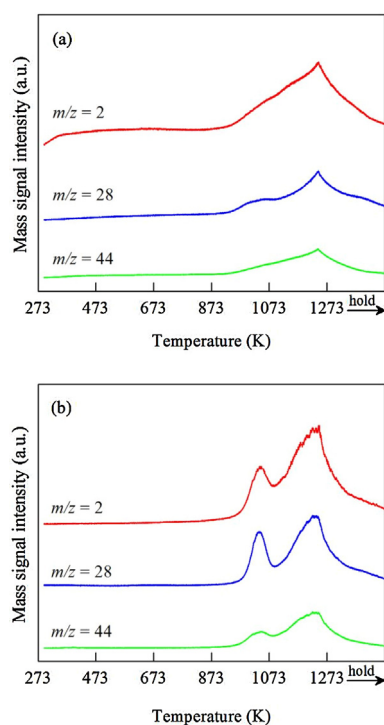 (a)
Mass signal intensity (a.u.)
m/z = 2
m/z = 28
m/z = 44
273 473 673 873 1073 1273 hold
Temperature (K)
(b)
Mass signal intensity (a.u.)
m/z = 2
m/z = 28
m/z = 44
273 473 673 873 1073 1273 hold
Temperature (K)